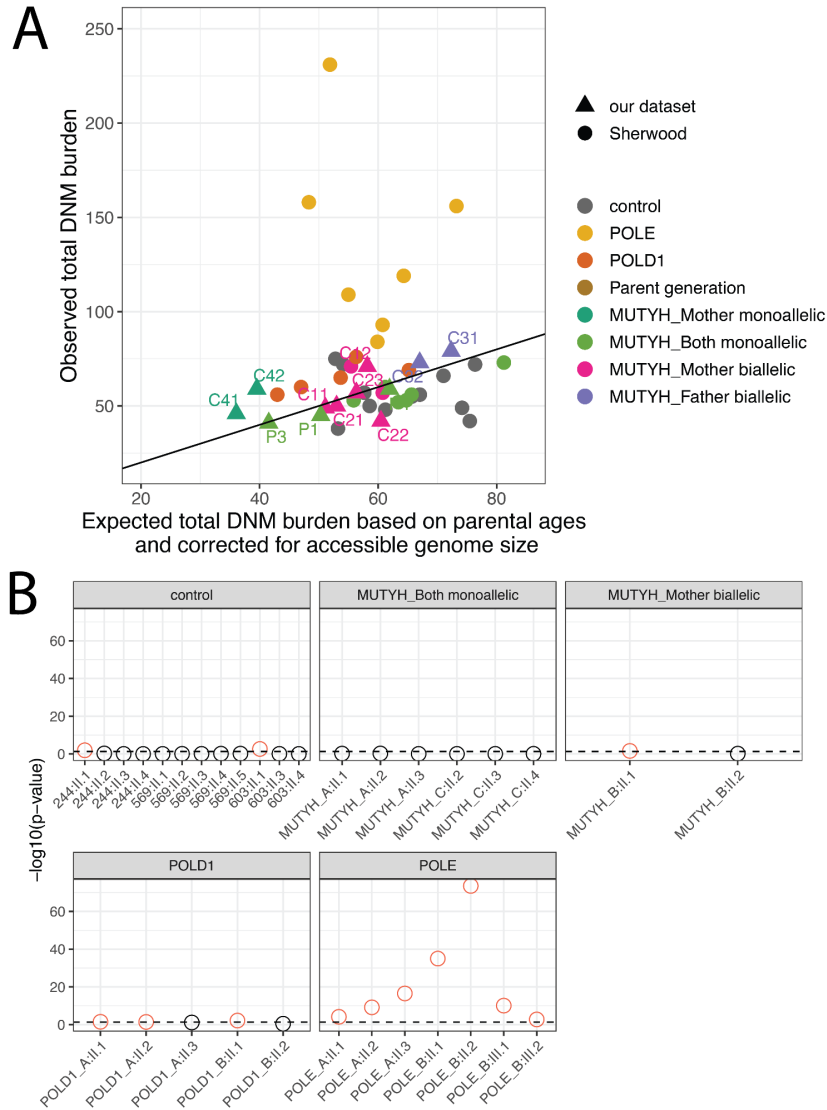 A
250
200
150
100
50
Observed total DNM burden
C12
C31
C42
C23
C32
C41
C11
P3
P1
C21
C22
20
40
60
80
Expected total DNM burden based on parental ages
and corrected for accessible genome size
our dataset
Sherwood
control
POLE
POLD1
Parent generation
MUTYH_Mother monoallelic
MUTYH_Both monoallelic
MUTYH_Mother biallelic
MUTYH_Father biallelic
B
control
MUTYH_Both monoallelic
MUTYH_Mother biallelic
60
40
20
0
244:II.1
244:II.2
244:II.3
244:II.4
569:II.1
569:II.2
569:II.3
569:II.4
569:II.5
603:II.1
603:II.3
603:II.4
MUTYH_A:II.1
MUTYH_A:II.2
MUTYH_A:II.3
MUTYH_C:II.2
MUTYH_C:II.3
MUTYH_C:II.4
MUTYH_B:II.1
MUTYH_B:II.2
−log10(p−value)
POLD1
POLE
60
40
20
0
POLD1_A:II.1
POLD1_A:II.2
POLD1_A:II.3
POLD1_B:II.1
POLD1_B:II.2
POLE_A:II.1
POLE_A:II.2
POLE_A:II.3
POLE_B:II.1
POLE_B:II.2
POLE_B:III.1
POLE_B:III.2